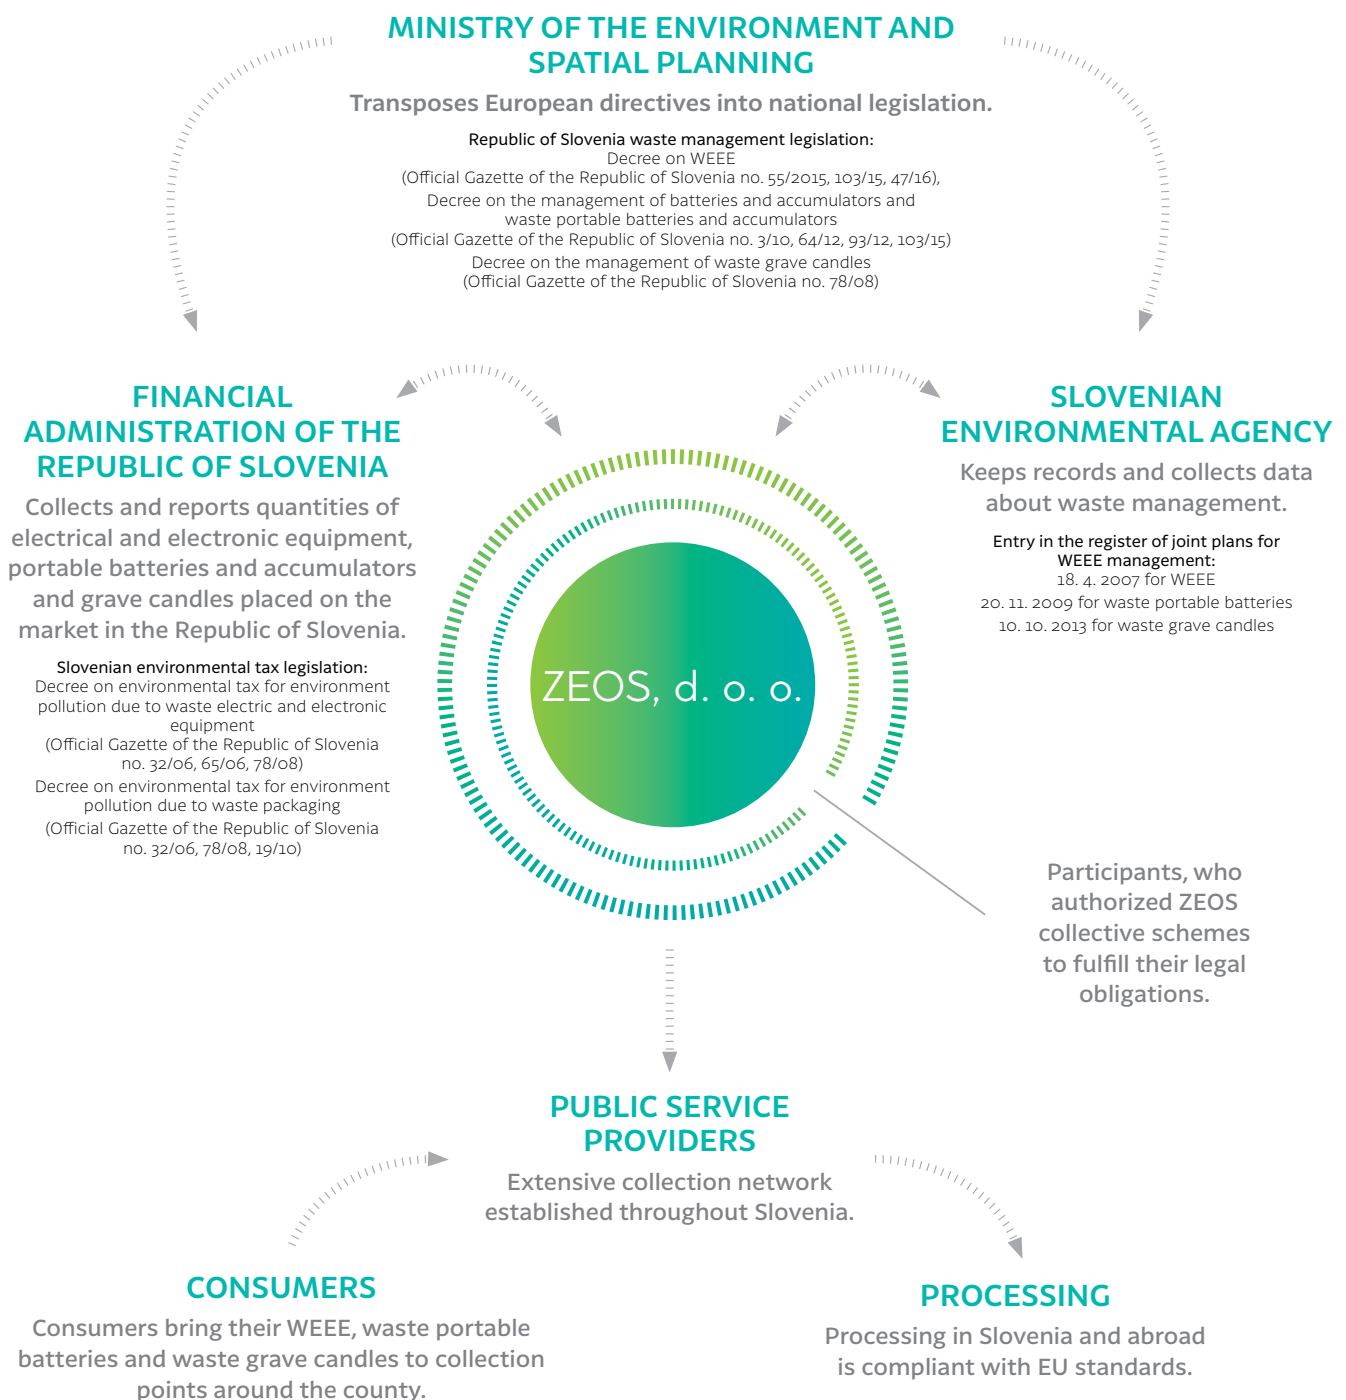 MINISTRY OF THE ENVIRONMENT AND
SPATIAL PLANNING
Transposes European directives into national legislation.
Republic of Slovenia waste management legislation:
Decree on WEEE
(Official Gazette of the Republic of Slovenia no. 55/2015, 103/15, 47/16),
Decree on the management of batteries and accumulators and
waste portable batteries and accumulators
(Official Gazette of the Republic of Slovenia no. 3/10, 64/12, 93/12, 103/15)
Decree on the management of waste grave candles
(Official Gazette of the Republic of Slovenia no. 78/08)
FINANCIAL
ADMINISTRATION OF THE
REPUBLIC OF SLOVENIA
Collects and reports quantities of
electrical and electronic equipment,
portable batteries and accumulators
and grave candles placed on the
market in the Republic of Slovenia.
Slovenian environmental tax legislation:
Decree on environmental tax for environment
pollution due to waste electric and electronic
equipment
(Official Gazette of the Republic of Slovenia
no. 32/06, 65/06, 78/08)
Decree on environmental tax for environment
pollution due to waste packaging
(Official Gazette of the Republic of Slovenia
no. 32/06, 78/08, 19/10)
SLOVENIAN
ENVIRONMENTAL AGENCY
Keeps records and collects data
about waste management.
Entry in the register of joint plans for
WEEE management:
18. 4. 2007 for WEEE
20. 11. 2009 for waste portable batteries
10. 10. 2013 for waste grave candles
ZEOS, d. o. o.
Participants, who
authorized ZEOS
collective schemes
to fulfill their legal
obligations.
PUBLIC SERVICE
PROVIDERS
Extensive collection network
established throughout Slovenia.
CONSUMERS
Consumers bring their WEEE, waste portable
batteries and waste grave candles to collection
points around the county.
PROCESSING
Processing in Slovenia and abroad
is compliant with EU standards.